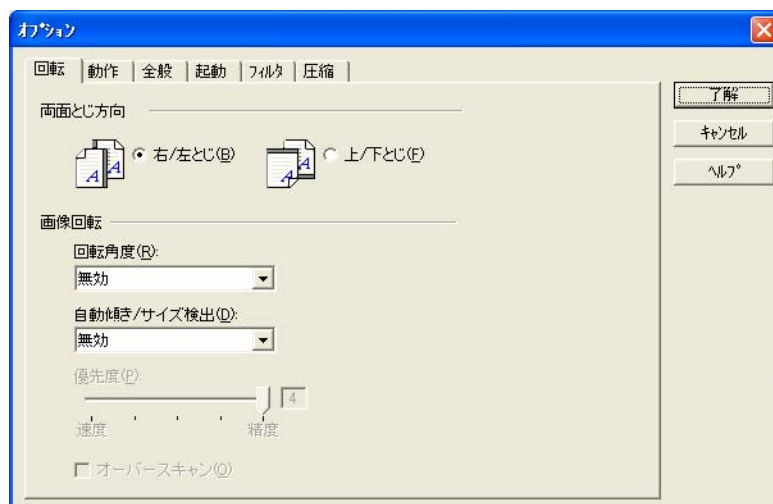 オプション
回転 動作 全般 起動 フィルタ 圧縮
了解
キャンセル
ヘルプ
両面とじ方向
A A 右/左とじ(B) A A 上/下とじ(F)
画像回転
回転角度(R):
無効
自動傾き/サイズ検出(D):
無効
優先度(P):
4
速度 精度
オーバースキャン(O)